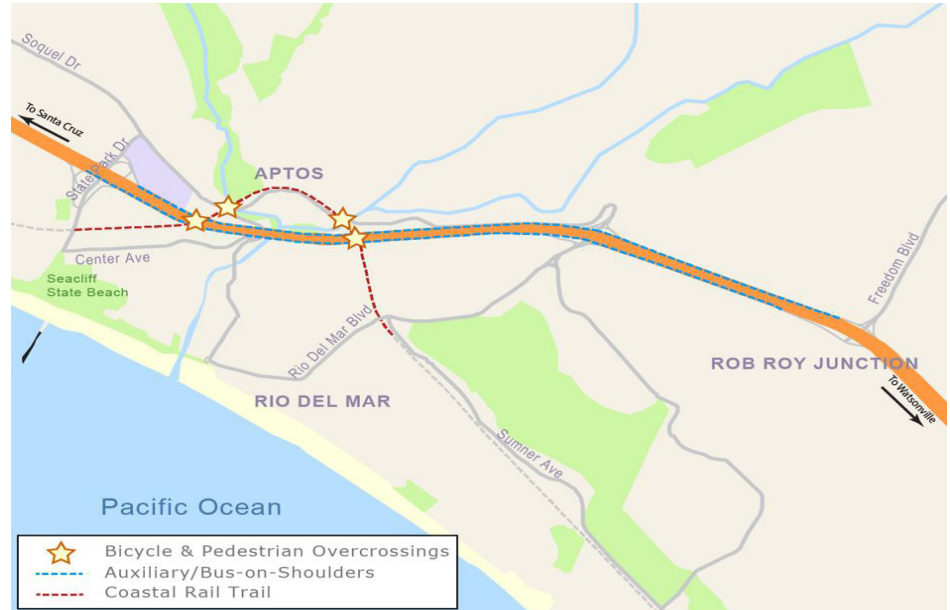 Soquel Dr
To Santa Cruz
State Park Dr
APTOS
Center Ave
Seacliff
State Beach
Freedom Blvd
Rio Del Mar Blvd
ROB ROY JUNCTION
To Watsonville
RIO DEL MAR
Sumner Ave
Pacific Ocean
Bicycle & Pedestrian Overcrossings
Auxiliary/Bus-on-Shoulders
Coastal Rail Trail